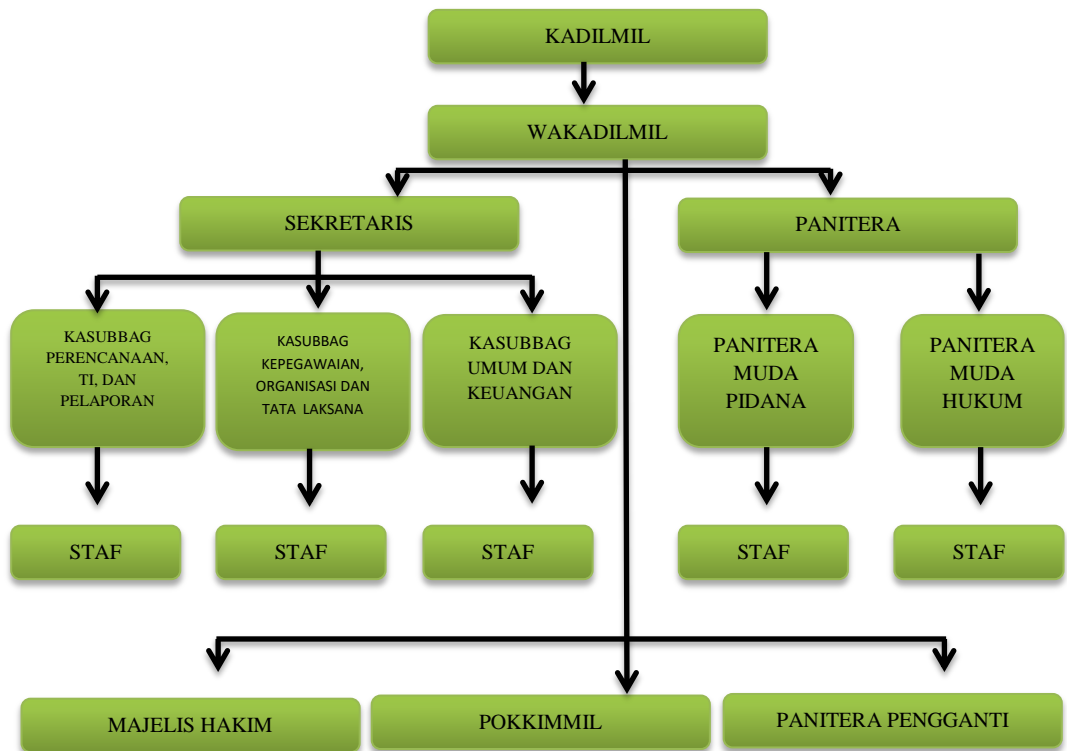 KADILMIL
WAKADILMIL
SEKRETARIS
PANITERA
KASUBBAG
PERENCANAAN,
TI, DAN
PELAPORAN
KASUBBAG
KEPEGAWAIAN,
ORGANISASI DAN
TATA LAKSANA
KASUBBAG
UMUM DAN
KEUANGAN
PANITERA
MUDA
PIDANA
PANITERA
MUDA
HUKUM
STAF
STAF
STAF
STAF
STAF
MAJELIS HAKIM
POKKIMMIL
PANITERA PENGGANTI